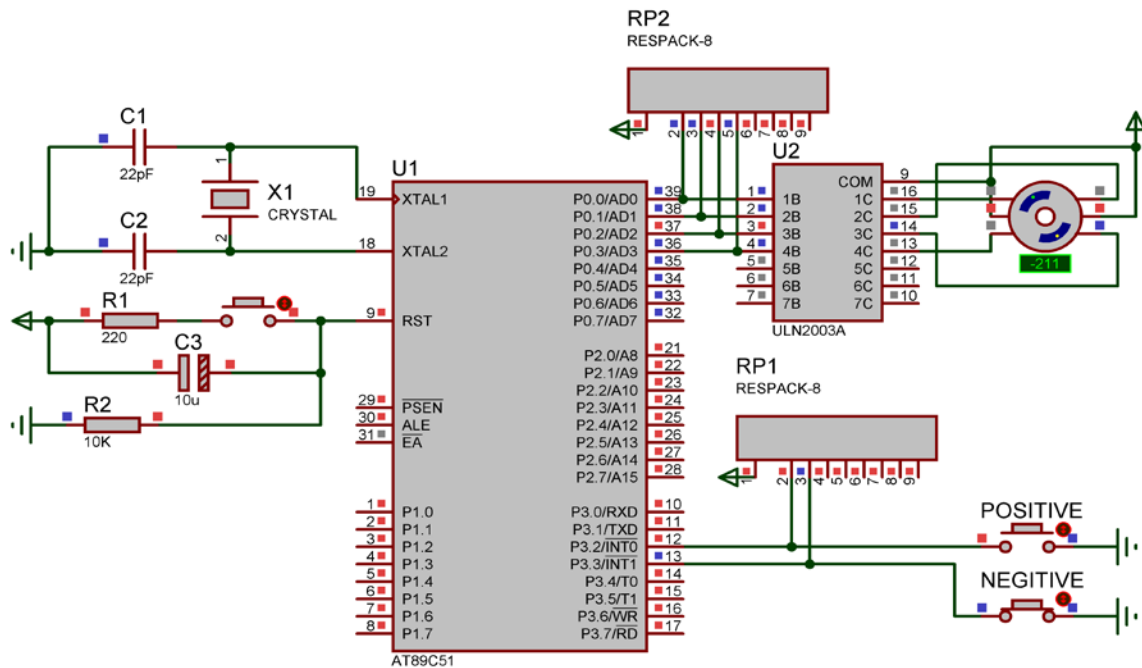 RP2
RESPACK-8
1 2 3 4 5 6 7 8 9
C1
22pF
X1
CRYSTAL
1
2
C2
22pF
R1
220
C3
10u
R2
10K
U1
19 XTAL1
18 XTAL2
9 RST
29 PSEN
30 ALE
31 EA
1 P1.0
2 P1.1
3 P1.2
4 P1.3
5 P1.4
6 P1.5
7 P1.6
8 P1.7
P0.0/AD0 39
P0.1/AD1 38
P0.2/AD2 37
P0.3/AD3 36
P0.4/AD4 35
P0.5/AD5 34
P0.6/AD6 33
P0.7/AD7 32
P2.0/A8 21
P2.1/A9 22
P2.2/A10 23
P2.3/A11 24
P2.4/A12 25
P2.5/A13 26
P2.6/A14 27
P2.7/A15 28
P3.0/RXD 10
P3.1/TXD 11
P3.2/INT0 12
P3.3/INT1 13
P3.4/T0 14
P3.5/T1 15
P3.6/WR 16
P3.7/RD 17
AT89C51
U2
COM 9
1 1B 1C 16
2 2B 2C 15
3 3B 3C 14
4 4B 4C 13
5 5B 5C 12
6 6B 6C 11
7 7B 7C 10
ULN2003A
-211
RP1
RESPACK-8
1 2 3 4 5 6 7 8 9
POSITIVE
NEGITIVE